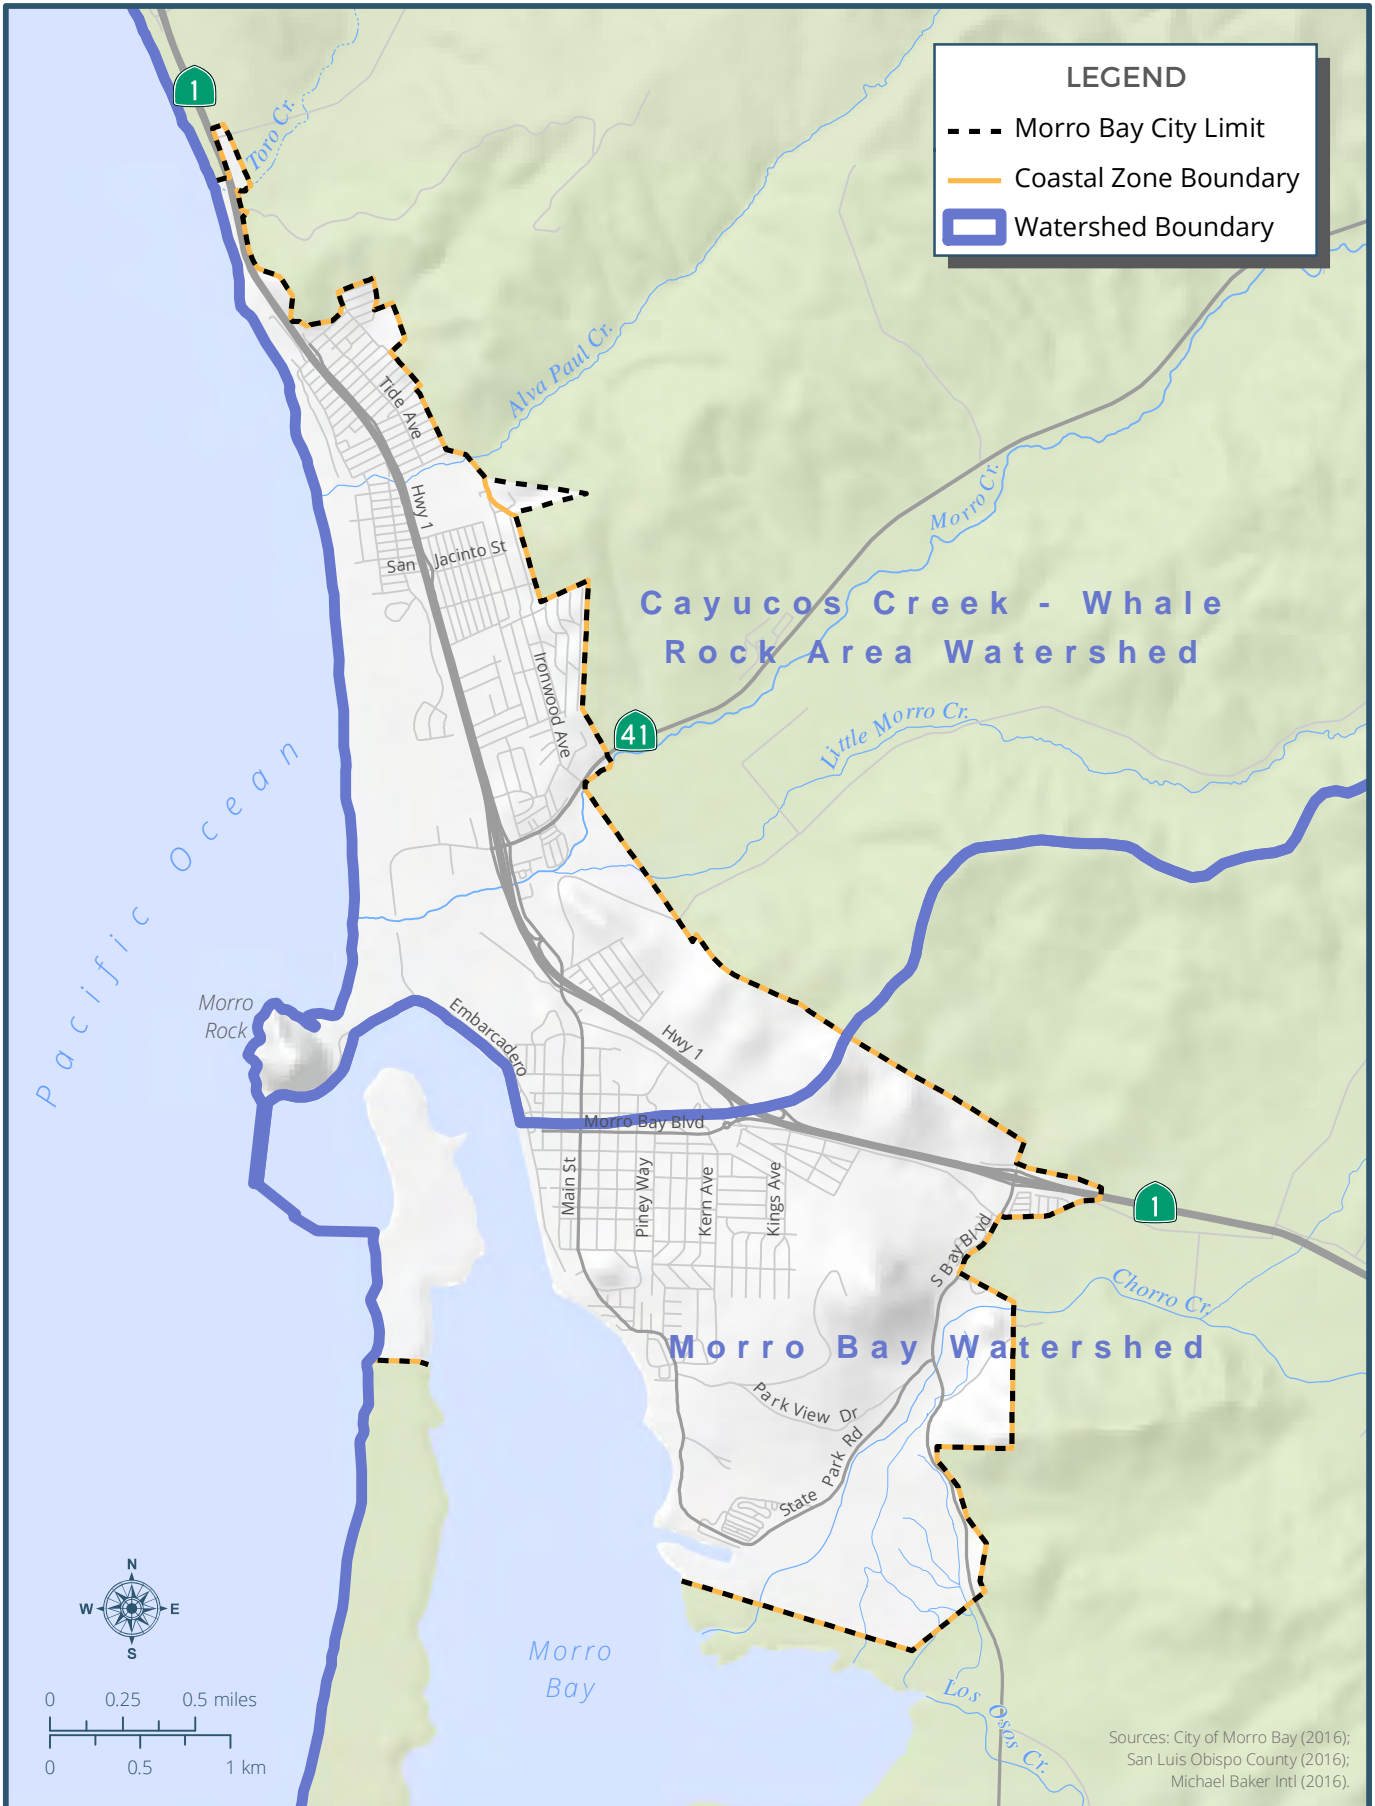 LEGEND
Morro Bay City Limit
Coastal Zone Boundary
Watershed Boundary
1
Toro Cr.
Alva Paul Cr.
Tide Ave
Hwy 1
San Jacinto St
Morro Cr.
Cayucos Creek - Whale
Rock Area Watershed
Ironwood Ave
41
Little Morro Cr.
Pacific Ocean
Morro
Rock
Embarcadero
Hwy 1
Morro Bay Blvd
Main St
Piney Way
Kern Ave
Kings Ave
1
S Bay Blvd
Chorro Cr.
Morro Bay Watershed
Park View Dr
State Park Rd
Morro
Bay
Los Osos Cr.
N
W
E
S
0 0.25 0.5 miles
0 0.5 1 km
Sources: City of Morro Bay (2016);
San Luis Obispo County (2016);
Michael Baker Intl (2016).